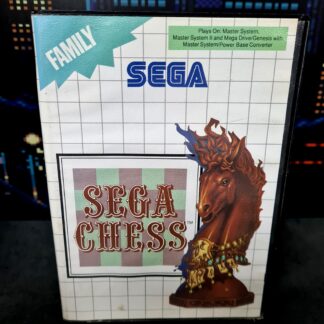 FAMILY
Plays On: Master System,
Master System II and Mega Drive/Genesis with
Master System/Power Base Converter
SEGA
SEGA
CHESS™